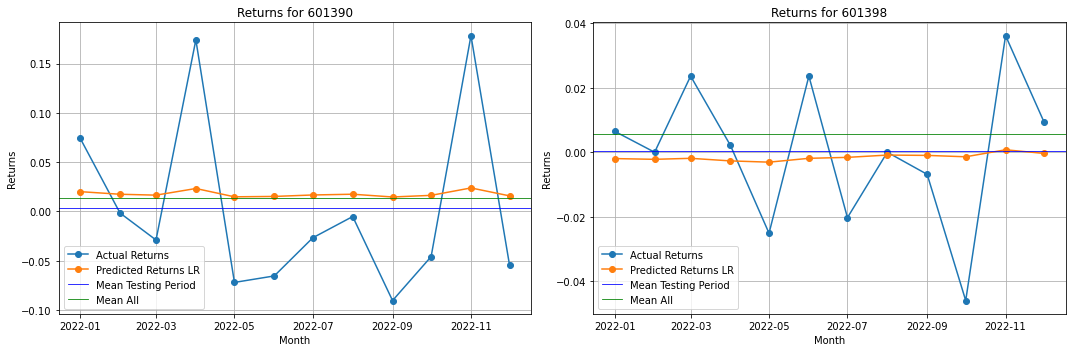 Returns for 601390
Returns
0.15
0.10
0.05
0.00
−0.05
−0.10
Actual Returns
Predicted Returns LR
Mean Testing Period
Mean All
2022-01 2022-03 2022-05 2022-07 2022-09 2022-11
Month
Returns for 601398
Returns
0.04
0.02
0.00
−0.02
−0.04
Actual Returns
Predicted Returns LR
Mean Testing Period
Mean All
2022-01 2022-03 2022-05 2022-07 2022-09 2022-11
Month